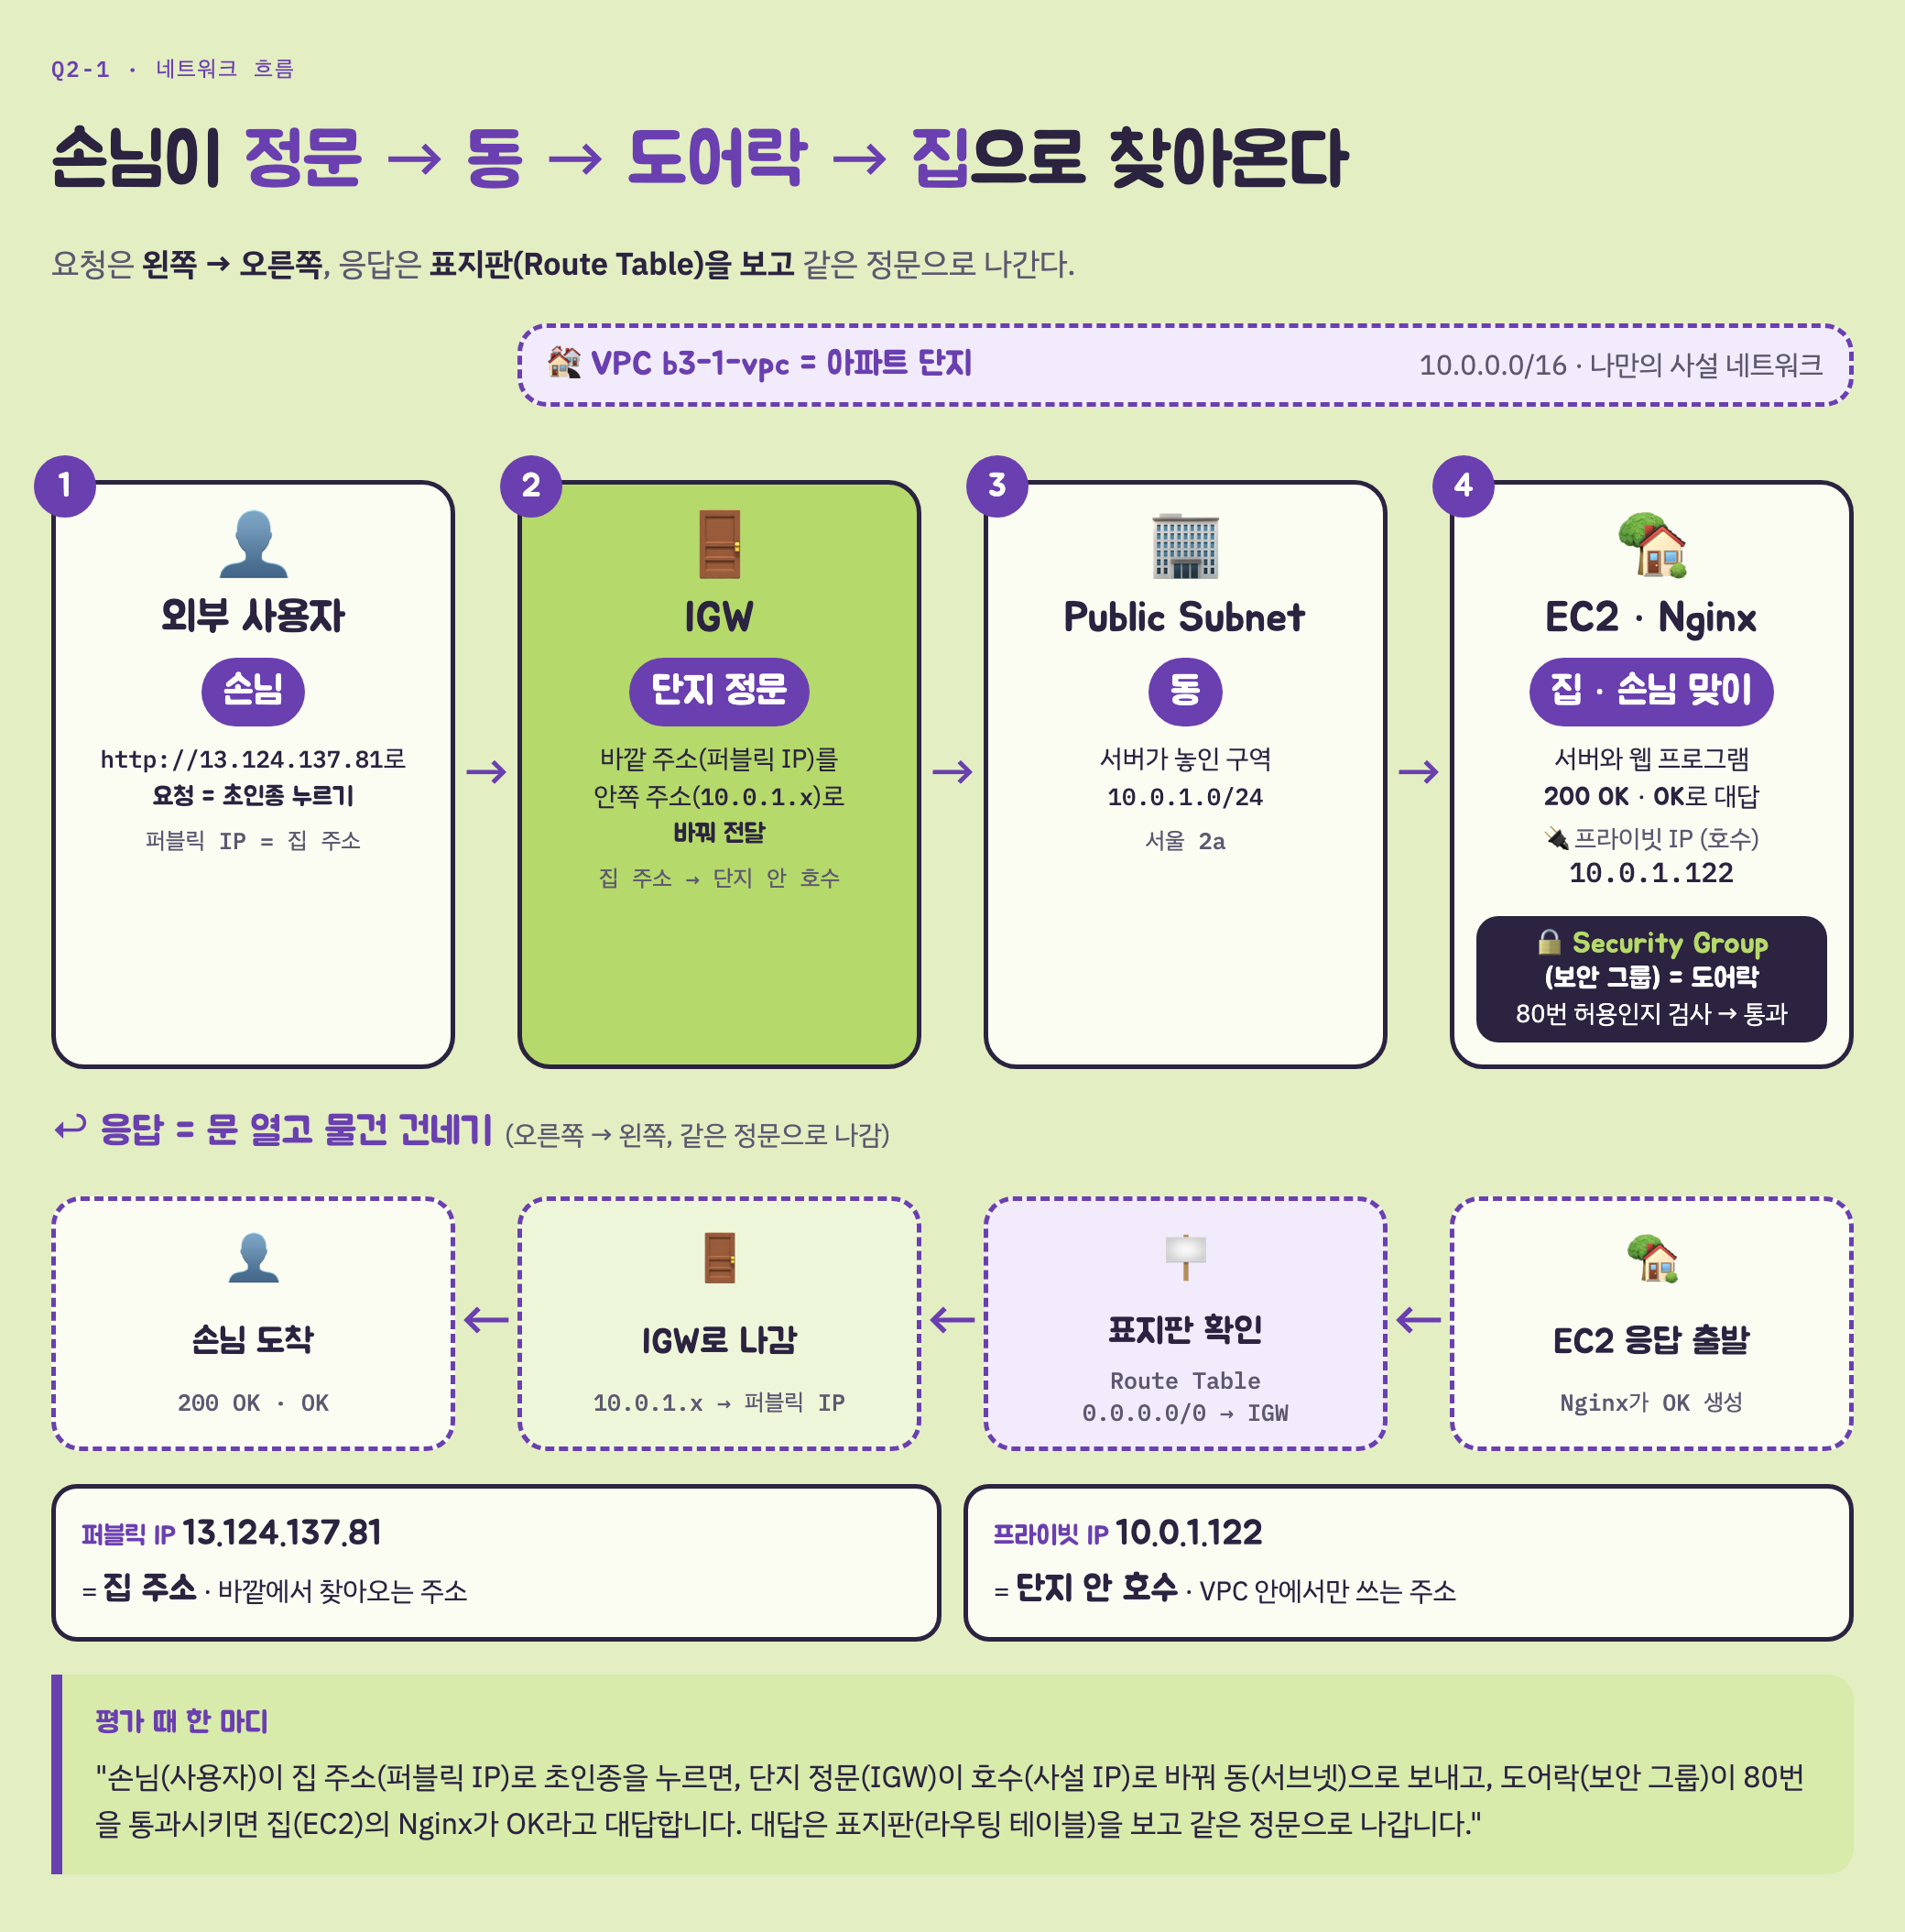 Q2-1 · 네트워크 흐름
손님이 정문 → 동 → 도어락 → 집으로 찾아온다
요청은 왼쪽 → 오른쪽, 응답은 표지판(Route Table)을 보고 같은 정문으로 나간다.
VPC b3-1-vpc = 아파트 단지
10.0.0.0/16 · 나만의 사설 네트워크
1
외부 사용자
손님
http://13.124.137.81로
요청 = 초인종 누르기
퍼블릭 IP = 집 주소
→
2
IGW
단지 정문
바깥 주소(퍼블릭 IP)를
안쪽 주소(10.0.1.x)로
바꿔 전달
집 주소 → 단지 안 호수
→
3
Public Subnet
동
서버가 놓인 구역
10.0.1.0/24
서울 2a
→
4
EC2 · Nginx
집 · 손님 맞이
서버와 웹 프로그램
200 OK · OK로 대답
프라이빗 IP (호수)
10.0.1.122
Security Group
(보안 그룹) = 도어락
80번 허용인지 검사 → 통과
↩ 응답 = 문 열고 물건 건네기 (오른쪽 → 왼쪽, 같은 정문으로 나감)
손님 도착
200 OK · OK
←
IGW로 나감
10.0.1.x → 퍼블릭 IP
←
표지판 확인
Route Table
0.0.0.0/0 → IGW
←
EC2 응답 출발
Nginx가 OK 생성
퍼블릭 IP 13.124.137.81
= 집 주소 · 바깥에서 찾아오는 주소
프라이빗 IP 10.0.1.122
= 단지 안 호수 · VPC 안에서만 쓰는 주소
평가 때 한 마디
"손님(사용자)이 집 주소(퍼블릭 IP)로 초인종을 누르면, 단지 정문(IGW)이 호수(사설 IP)로 바꿔 동(서브넷)으로 보내고, 도어락(보안 그룹)이 80번
을 통과시키면 집(EC2)의 Nginx가 OK라고 대답합니다. 대답은 표지판(라우팅 테이블)을 보고 같은 정문으로 나갑니다."